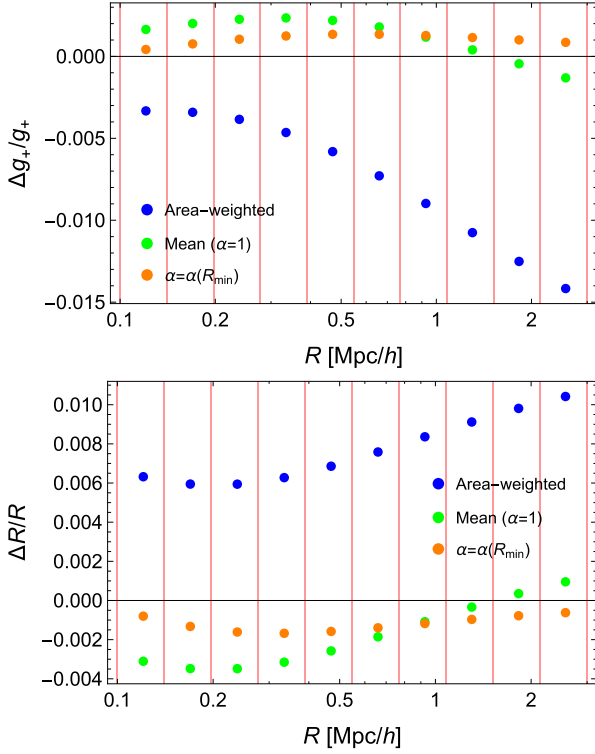 0.000
-0.005
-0.010
-0.015
Δg₊/g₊
Area-weighted
Mean (α=1)
α=α(R_min)
0.1 0.2 0.5 1 2
R [Mpc/h]
0.010
0.008
0.006
0.004
0.002
0.000
-0.002
-0.004
ΔR/R
Area-weighted
Mean (α=1)
α=α(R_min)
0.1 0.2 0.5 1 2
R [Mpc/h]